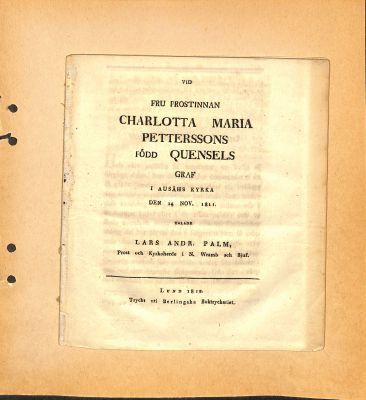 VID
FRU PROSTINNAN
CHARLOTTA MARIA
PETTERSSONS
FÖDD QUENSELS
GRAF
I AUSÅHS KYRKA
DEN 14 NOV. 1811.
TALADE
LARS ANDR. PALM,
Prost och Kyrkoherde i N. Wramb och Bjuf.
LUND 1812.
Tryckt uti Berlingska Boktryckeriet.